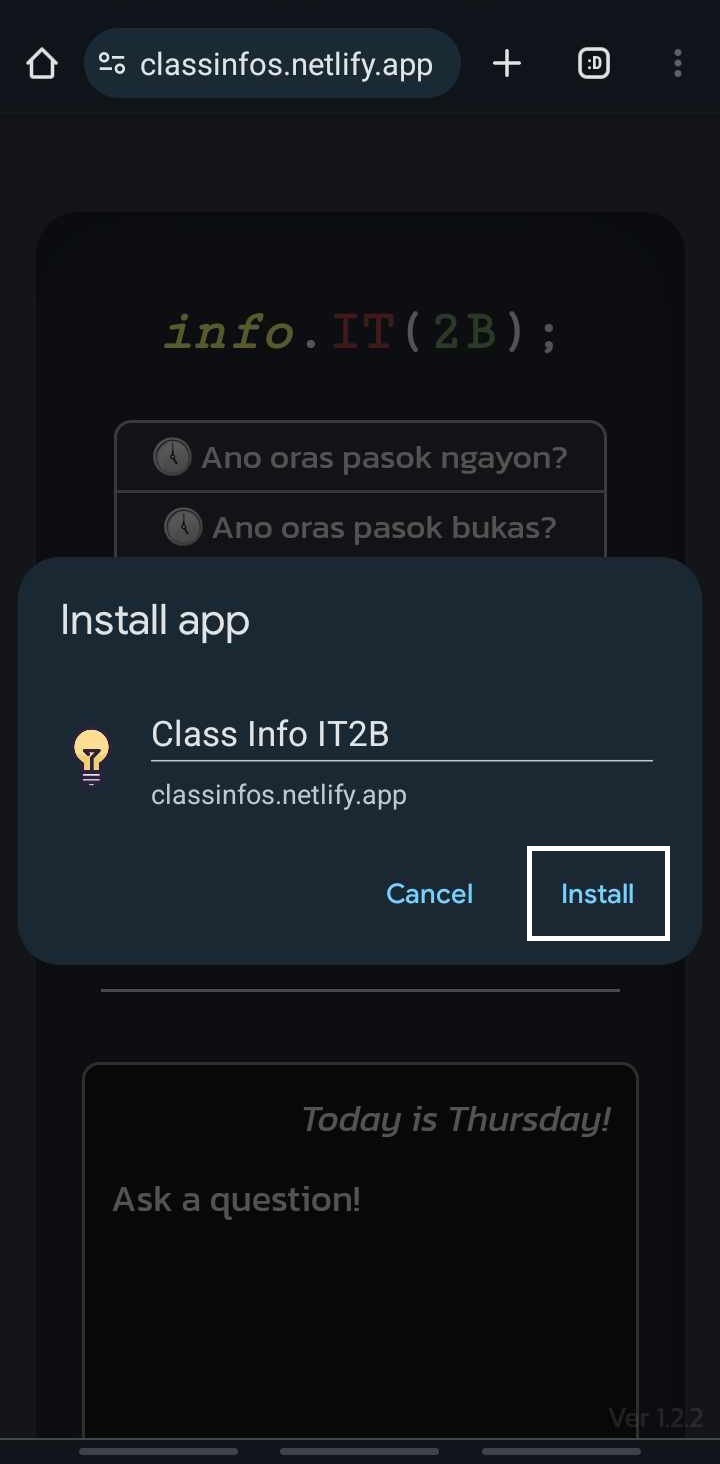 classinfos.netlify.app
:D
info.IT(2B);
Ano oras pasok ngayon?
Ano oras pasok bukas?
Install app
Class Info IT2B
classinfos.netlify.app
Cancel
Install
Today is Thursday!
Ask a question!
Ver 1.2.2